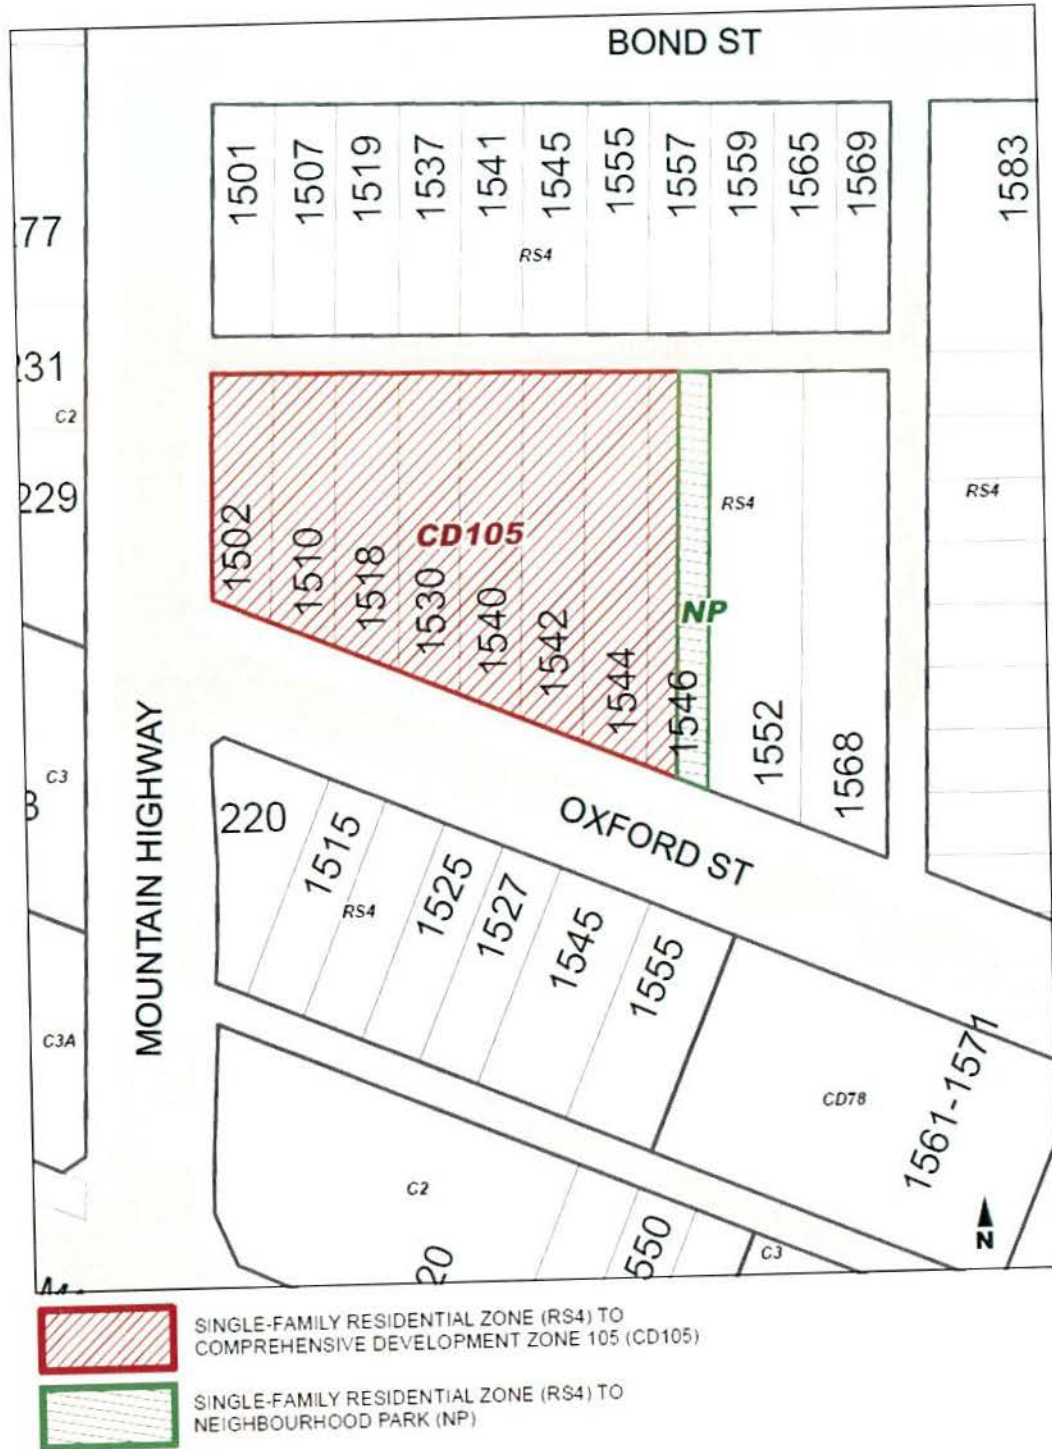 BOND ST
1501
1507
1519
1537
1541
1545
1555
1557
1559
1565
1569
1583
RS4
77
231
C2
229
1502
1510
1518
1530
1540
1542
1544
1546
CD105
NP
RS4
1552
1568
RS4
MOUNTAIN HIGHWAY
OXFORD ST
C3
C3A
220
1515
RS4
1525
1527
1545
1555
CD78
1561-1571
C2
20
550
C3
N
SINGLE-FAMILY RESIDENTIAL ZONE (RS4) TO
COMPREHENSIVE DEVELOPMENT ZONE 105 (CD105)
SINGLE-FAMILY RESIDENTIAL ZONE (RS4) TO
NEIGHBOURHOOD PARK (NP)